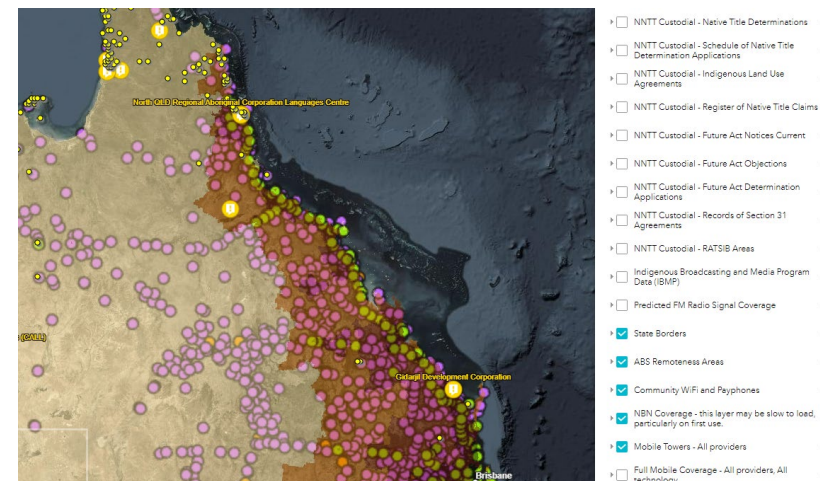 North QLD Regional Aboriginal Corporation Languages Centre
(CALL)
Gidarjil Development Corporation
Brisbane
NNTT Custodial - Native Title Determinations
NNTT Custodial - Schedule of Native Title
Determination Applications
NNTT Custodial - Indigenous Land Use
Agreements
NNTT Custodial - Register of Native Title Claims
NNTT Custodial - Future Act Notices Current
NNTT Custodial - Future Act Objections
NNTT Custodial - Future Act Determination
Applications
NNTT Custodial - Records of Section 31
Agreements
NNTT Custodial - RATSIB Areas
Indigenous Broadcasting and Media Program
Data (IBMP)
Predicted FM Radio Signal Coverage
State Borders
ABS Remoteness Areas
Community WiFi and Payphones
NBN Coverage - this layer may be slow to load,
particularly on first use.
Mobile Towers - All providers
Full Mobile Coverage - All providers, All
technology